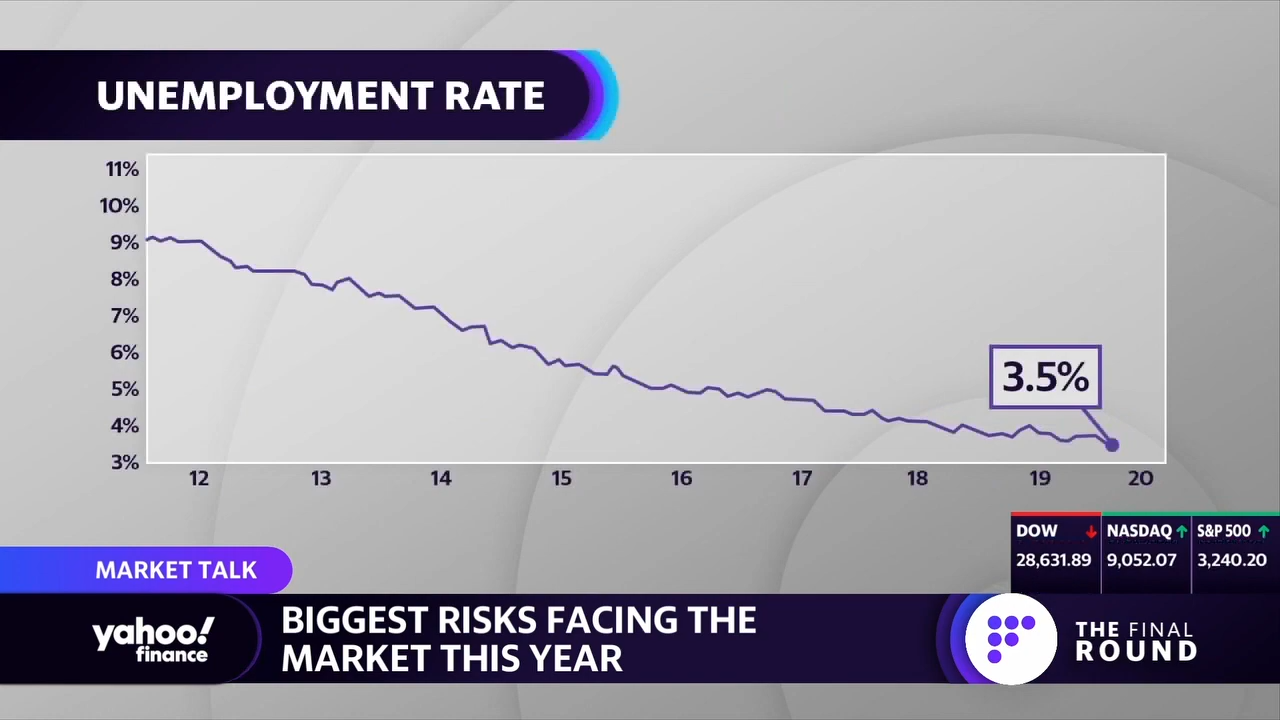 UNEMPLOYMENT RATE
11%
10%
9%
8%
7%
6%
5%
4%
3%
3.5%
12 13 14 15 16 17 18 19 20
DOW NASDAQ S&P 500
28,631.89 9,052.07 3,240.20
MARKET TALK
yahoo!
finance
BIGGEST RISKS FACING THE
MARKET THIS YEAR
THE FINAL
ROUND